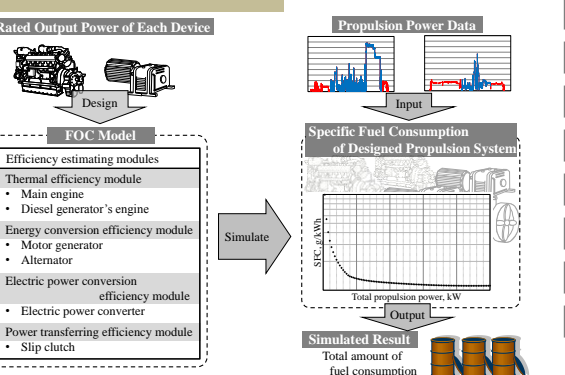 Rated Output Power of Each Device
Design
FOC Model
Efficiency estimating modules
Thermal efficiency module
• Main engine
• Diesel generator's engine
Energy conversion efficiency module
• Motor generator
• Alternator
Electric power conversion
efficiency module
• Electric power converter
Power transferring efficiency module
• Slip clutch
Simulate
Propulsion Power Data
Input
Specific Fuel Consumption
of Designed Propulsion System
SFC, g/kWh
Total propulsion power, kW
Output
Simulated Result
Total amount of
fuel consumption